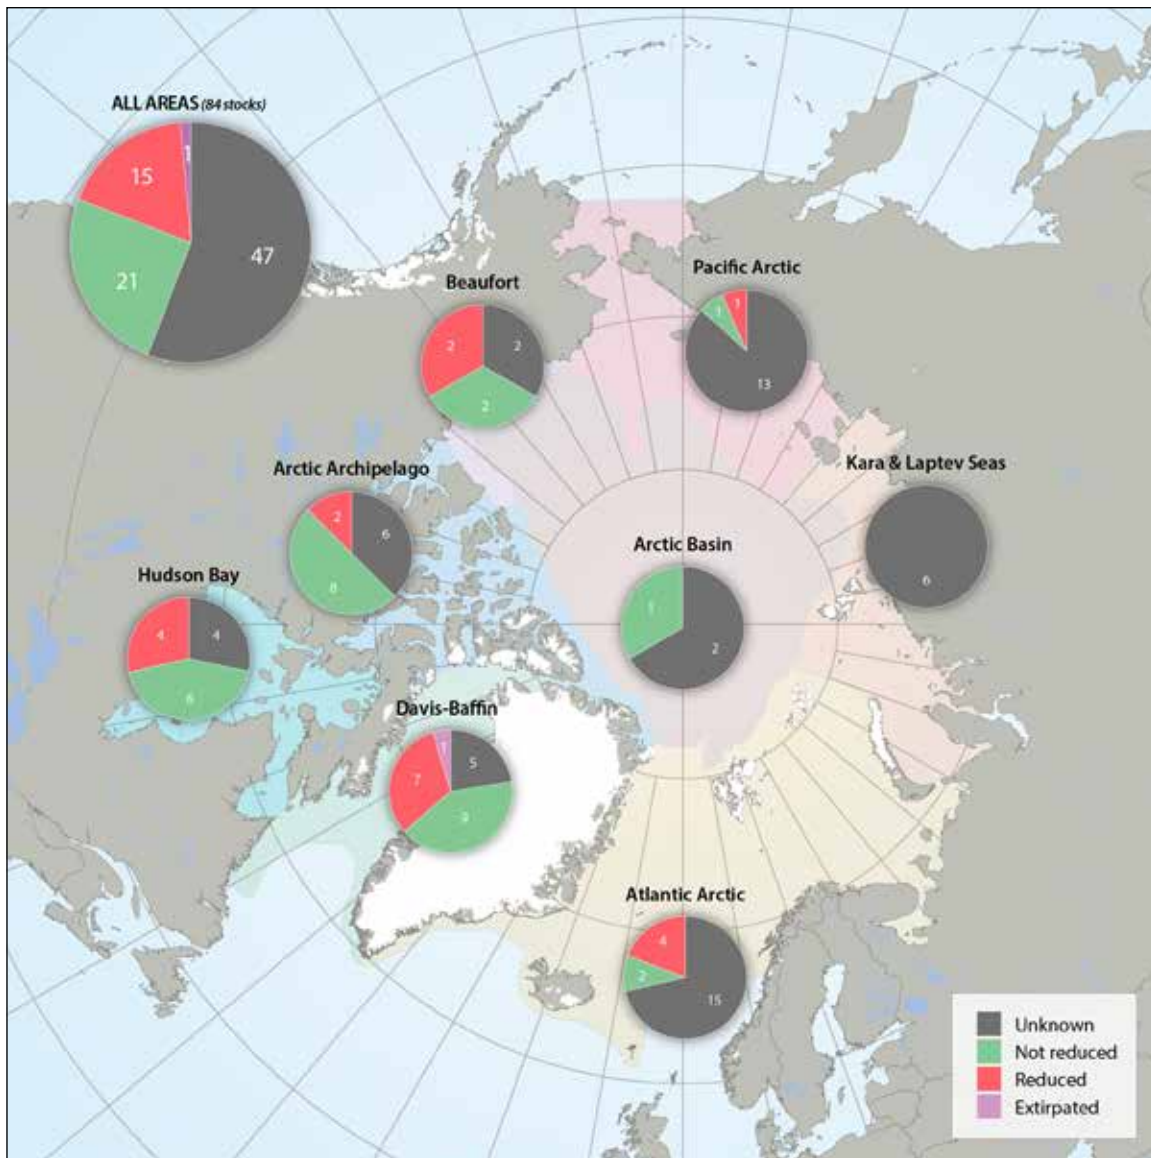 ALL AREAS (84 stocks)
1
15
47
21
Beaufort
2
2
2
Pacific Arctic
1
1
13
Arctic Archipelago
2
6
8
Kara & Laptev Seas
6
Arctic Basin
1
2
Hudson Bay
4
4
6
Davis-Baffin
1
5
7
9
Atlantic Arctic
4
2
15
Unknown
Not reduced
Reduced
Extirpated